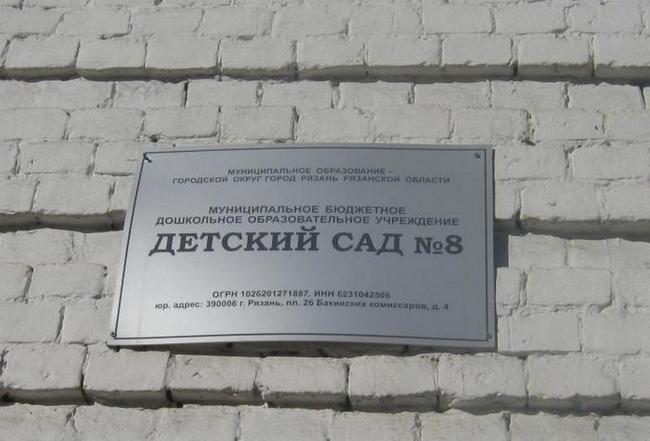 МУНИЦИПАЛЬНОЕ ОБРАЗОВАНИЕ –
ГОРОДСКОЙ ОКРУГ ГОРОД РЯЗАНЬ РЯЗАНСКОЙ ОБЛАСТИ
МУНИЦИПАЛЬНОЕ БЮДЖЕТНОЕ
ДОШКОЛЬНОЕ ОБРАЗОВАТЕЛЬНОЕ УЧРЕЖДЕНИЕ
ДЕТСКИЙ САД №8
ОГРН 1026201271887, ИНН 6231042506
юр. адрес: 390006 г. Рязань, пл. 26 Бакинских комиссаров, д. 4